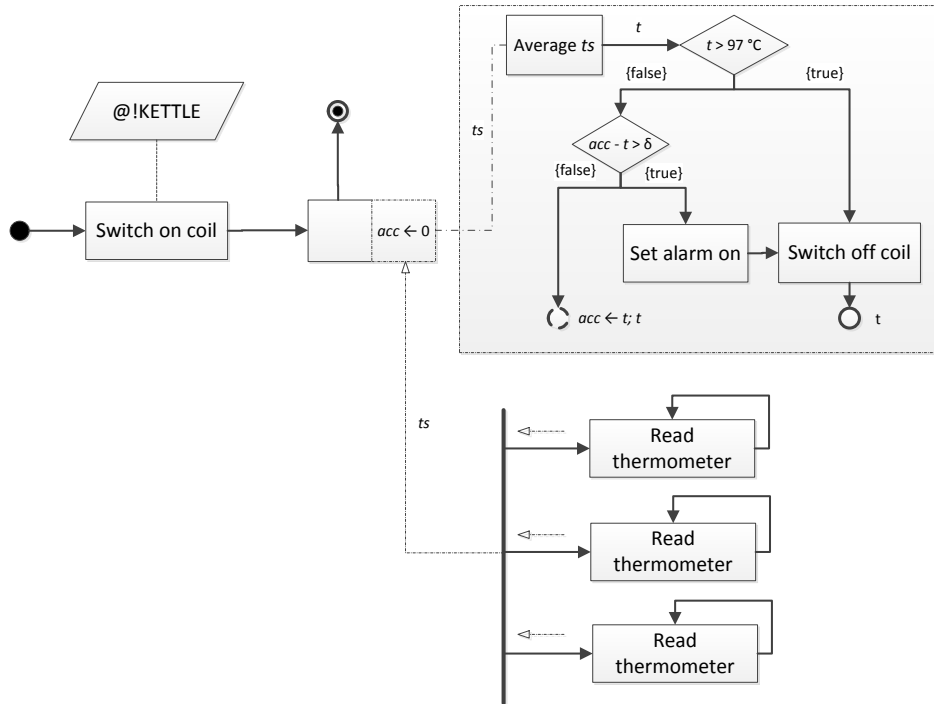 @!KETTLE
Switch on coil
acc ← 0
ts
Average ts
t
t > 97 °C
{false}
{true}
acc - t > δ
{false}
{true}
Set alarm on
Switch off coil
acc ← t; t
t
ts
Read
thermometer
Read
thermometer
Read
thermometer